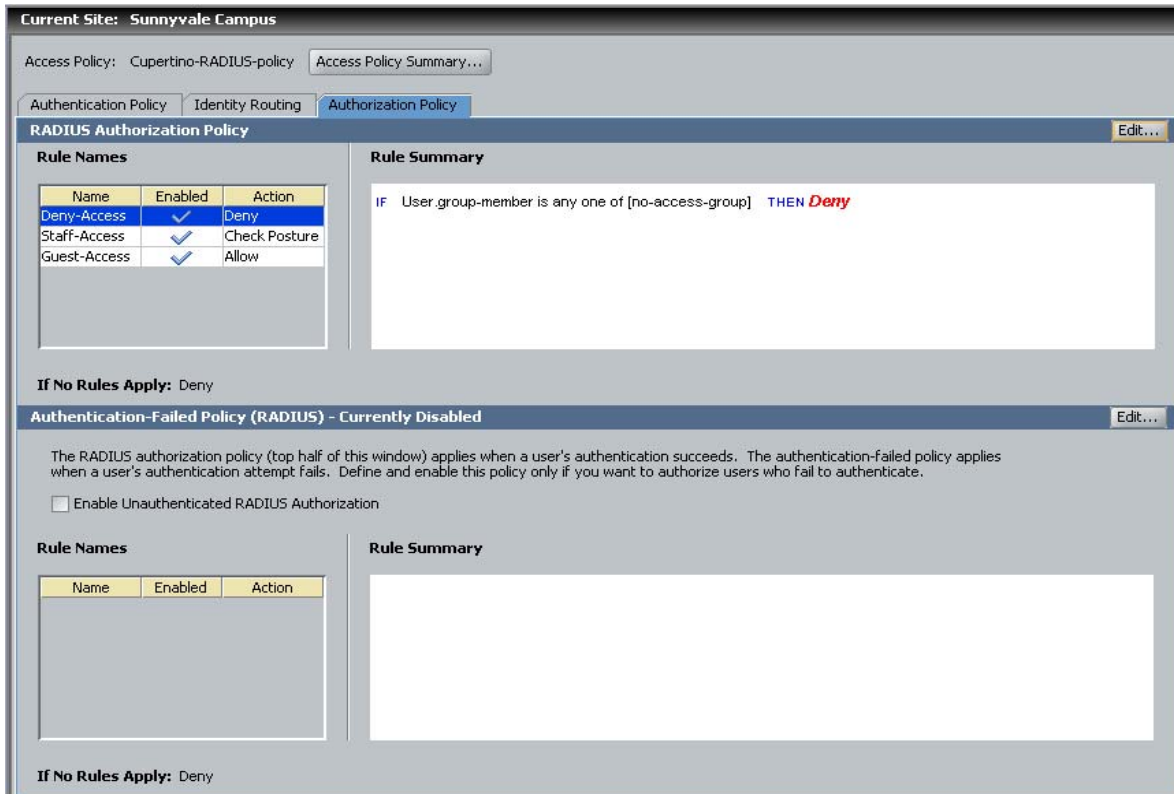 Current Site: Sunnyvale Campus
Access Policy: Cupertino-RADIUS-policy Access Policy Summary...
Authentication Policy Identity Routing Authorization Policy
RADIUS Authorization Policy Edit...
Rule Names Rule Summary
Name Enabled Action
Deny-Access Deny
Staff-Access Check Posture
Guest-Access Allow
IF User.group-member is any one of [no-access-group] THEN Deny
If No Rules Apply: Deny
Authentication-Failed Policy (RADIUS) - Currently Disabled Edit...
The RADIUS authorization policy (top half of this window) applies when a user's authentication succeeds. The authentication-failed policy applies
when a user's authentication attempt fails. Define and enable this policy only if you want to authorize users who fail to authenticate.
Enable Unauthenticated RADIUS Authorization
Rule Names Rule Summary
Name Enabled Action
If No Rules Apply: Deny